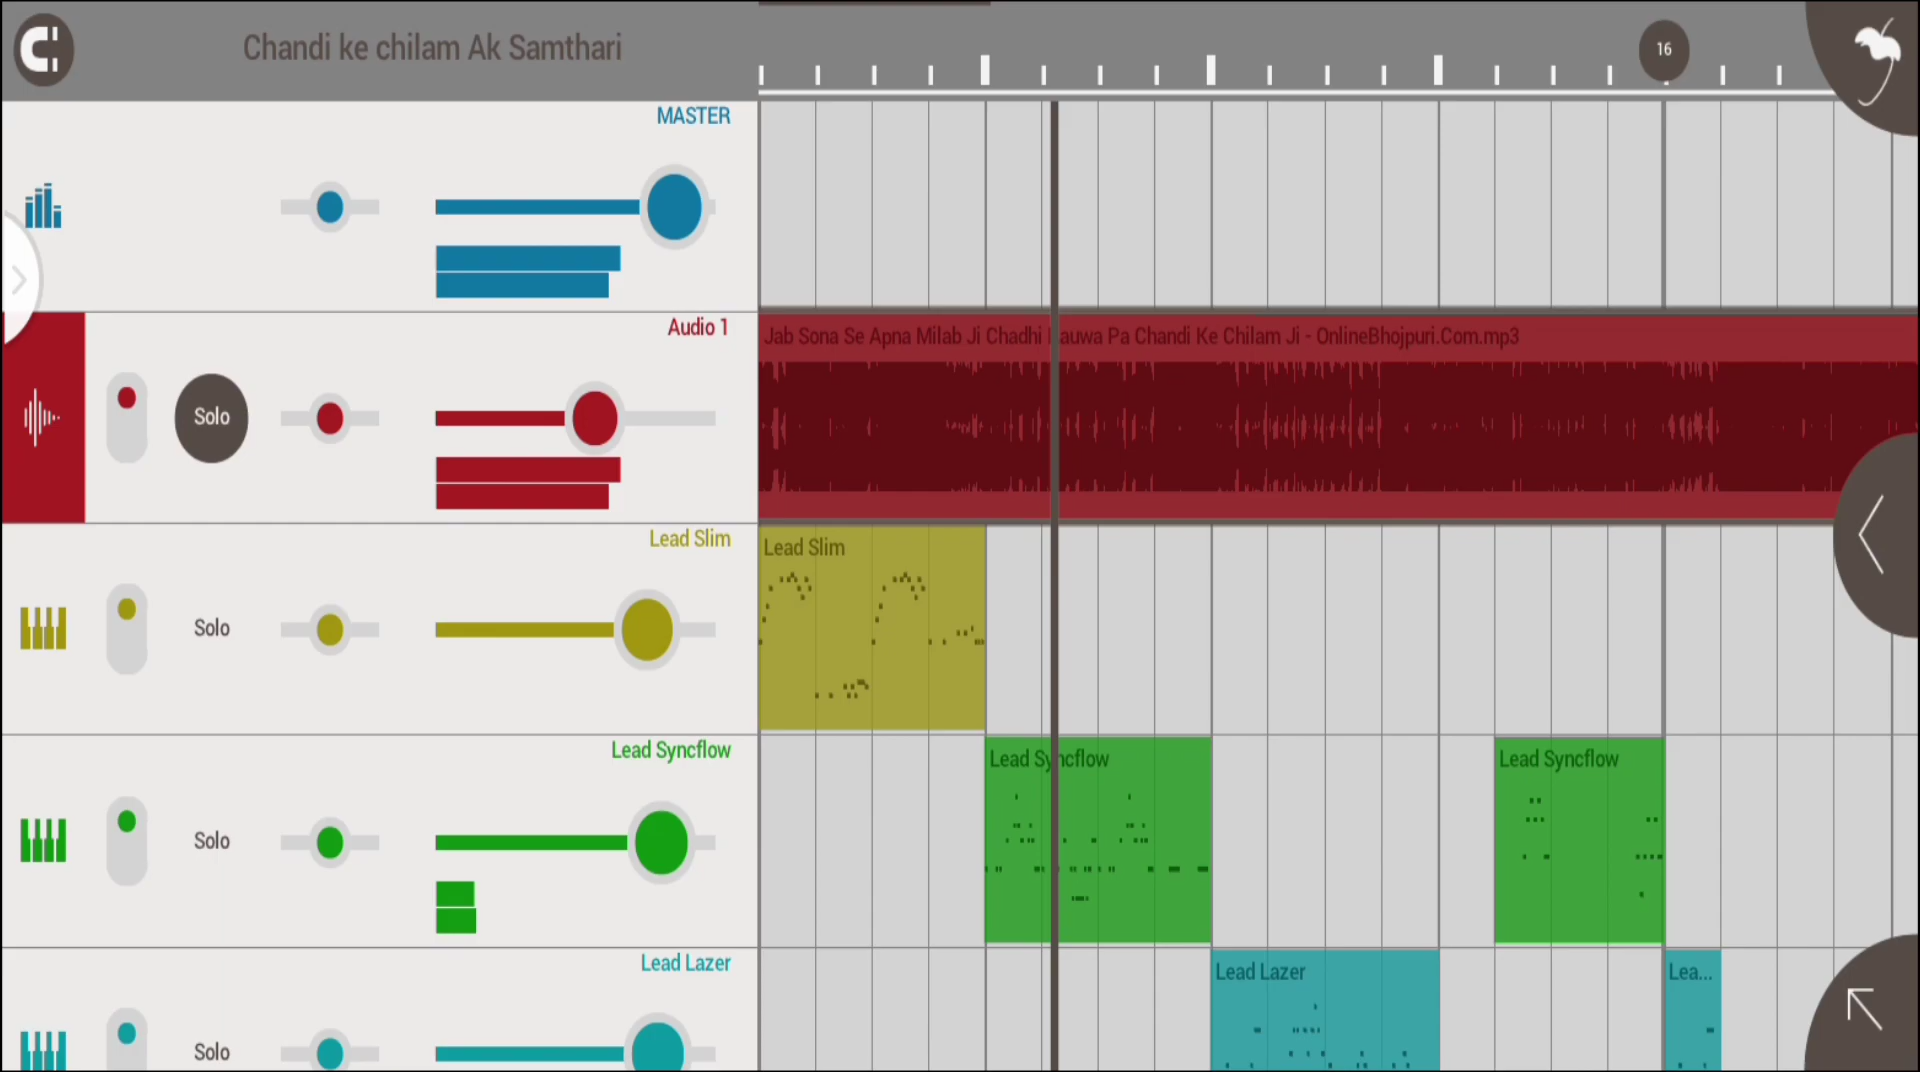 Chandi ke chilam Ak Samthari
16
MASTER
Audio 1
Solo
Jab Sona Se Apna Milab Ji Chadhi auwa Pa Chandi Ke Chilam Ji - OnlineBhojpuri.Com.mp3
Lead Slim
Solo
Lead Slim
Lead Syncflow
Solo
Lead Syncflow
Lead Syncflow
Lead Lazer
Solo
Lead Lazer
Lea...